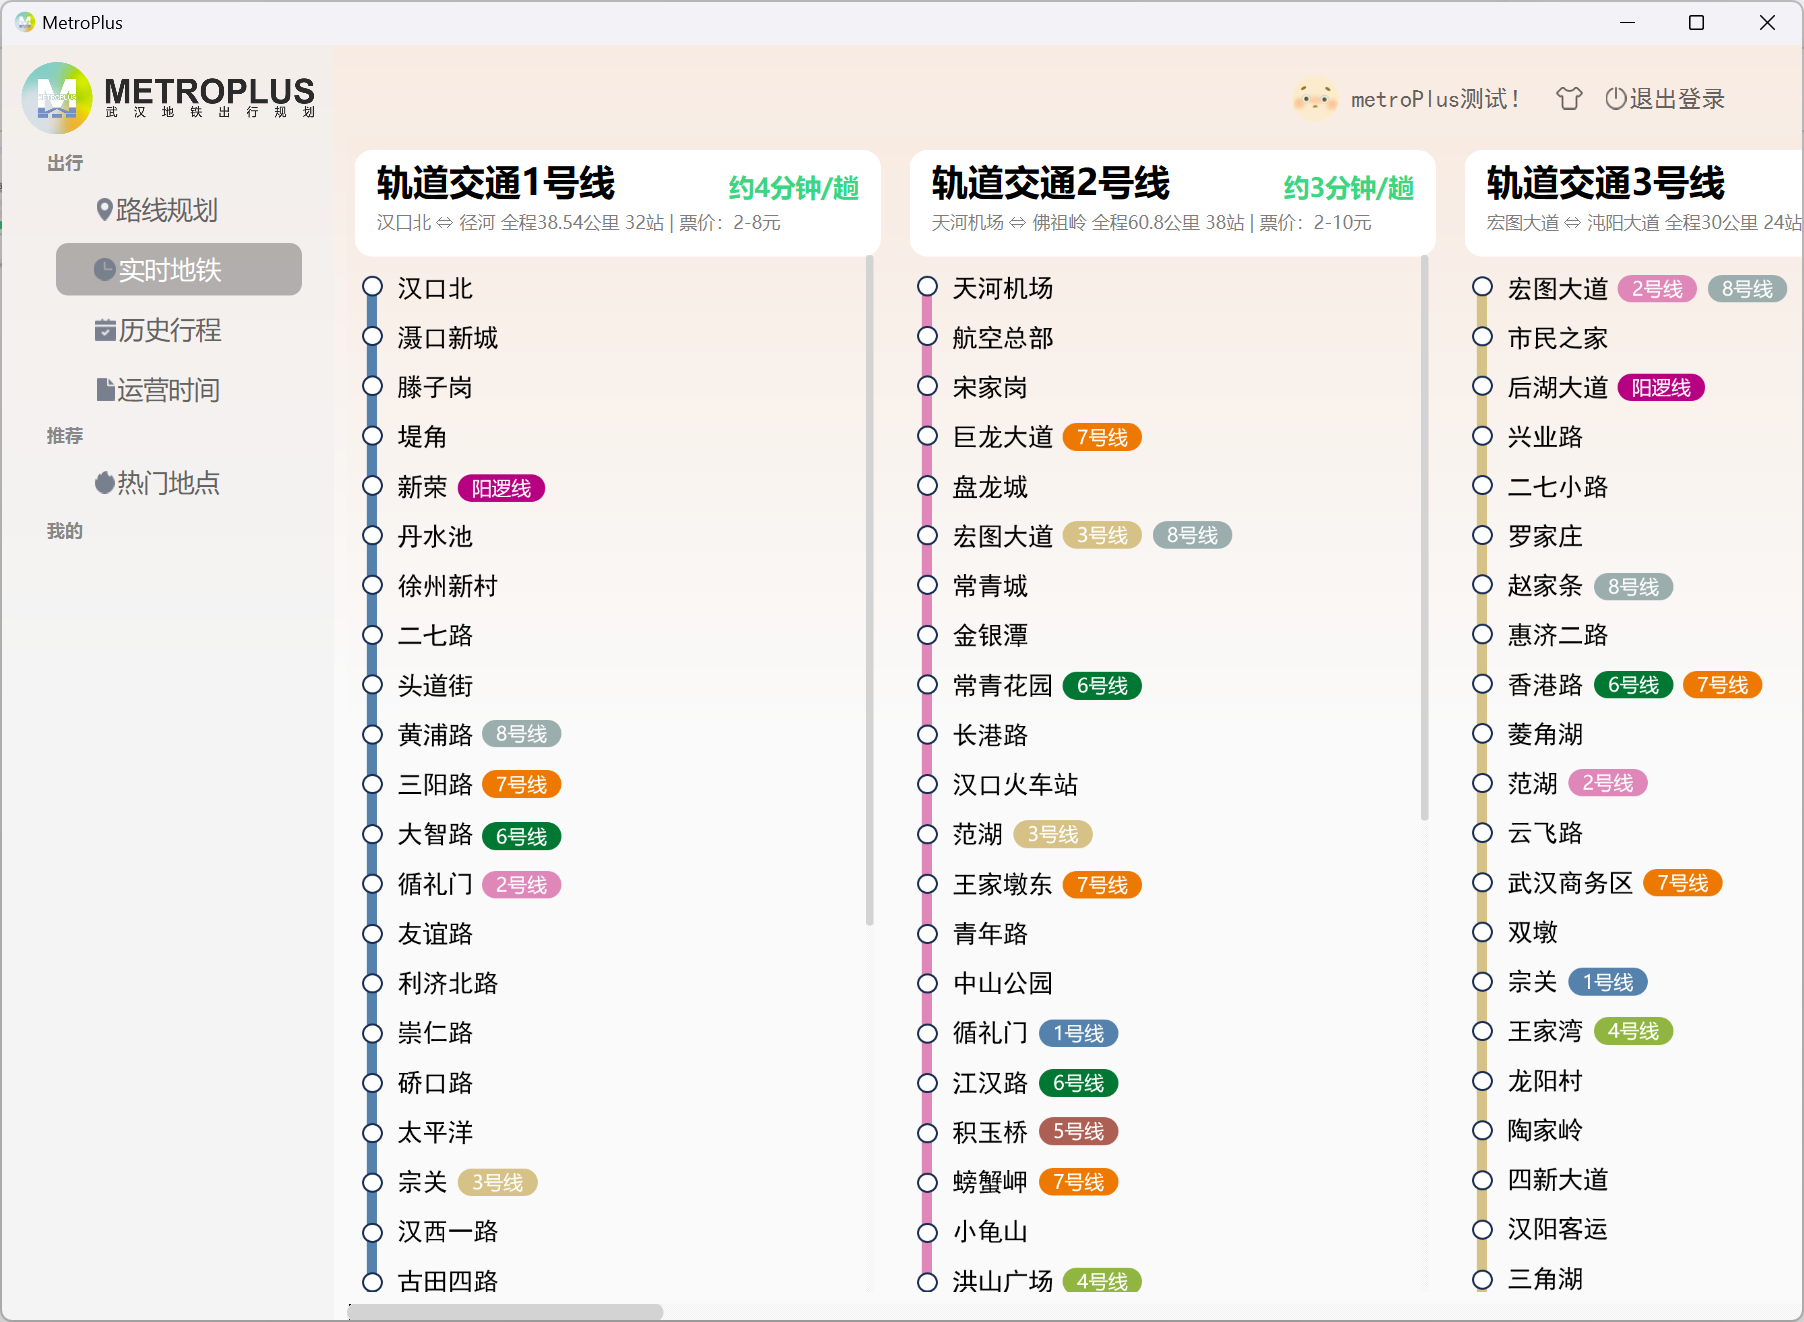 MetroPlus
METROPLUS
武汉地铁出行规划
metroPlus测试！
退出登录
出行
路线规划
实时地铁
历史行程
运营时间
推荐
热门地点
我的
轨道交通1号线
约4分钟/趟
汉口北 ⇔ 径河 全程38.54公里 32站 | 票价：2-8元
汉口北
滠口新城
滕子岗
堤角
新荣 阳逻线
丹水池
徐州新村
二七路
头道街
黄浦路 8号线
三阳路 7号线
大智路 6号线
循礼门 2号线
友谊路
利济北路
崇仁路
硚口路
太平洋
宗关 3号线
汉西一路
古田四路
轨道交通2号线
约3分钟/趟
天河机场 ⇔ 佛祖岭 全程60.8公里 38站 | 票价：2-10元
天河机场
航空总部
宋家岗
巨龙大道 7号线
盘龙城
宏图大道 3号线 8号线
常青城
金银潭
常青花园 6号线
长港路
汉口火车站
范湖 3号线
王家墩东 7号线
青年路
中山公园
循礼门 1号线
江汉路 6号线
积玉桥 5号线
螃蟹岬 7号线
小龟山
洪山广场 4号线
轨道交通3号线
宏图大道 ⇔ 沌阳大道 全程30公里 24站
宏图大道 2号线 8号线
市民之家
后湖大道 阳逻线
兴业路
二七小路
罗家庄
赵家条 8号线
惠济二路
香港路 6号线 7号线
菱角湖
范湖 2号线
云飞路
武汉商务区 7号线
双墩
宗关 1号线
王家湾 4号线
龙阳村
陶家岭
四新大道
汉阳客运
三角湖